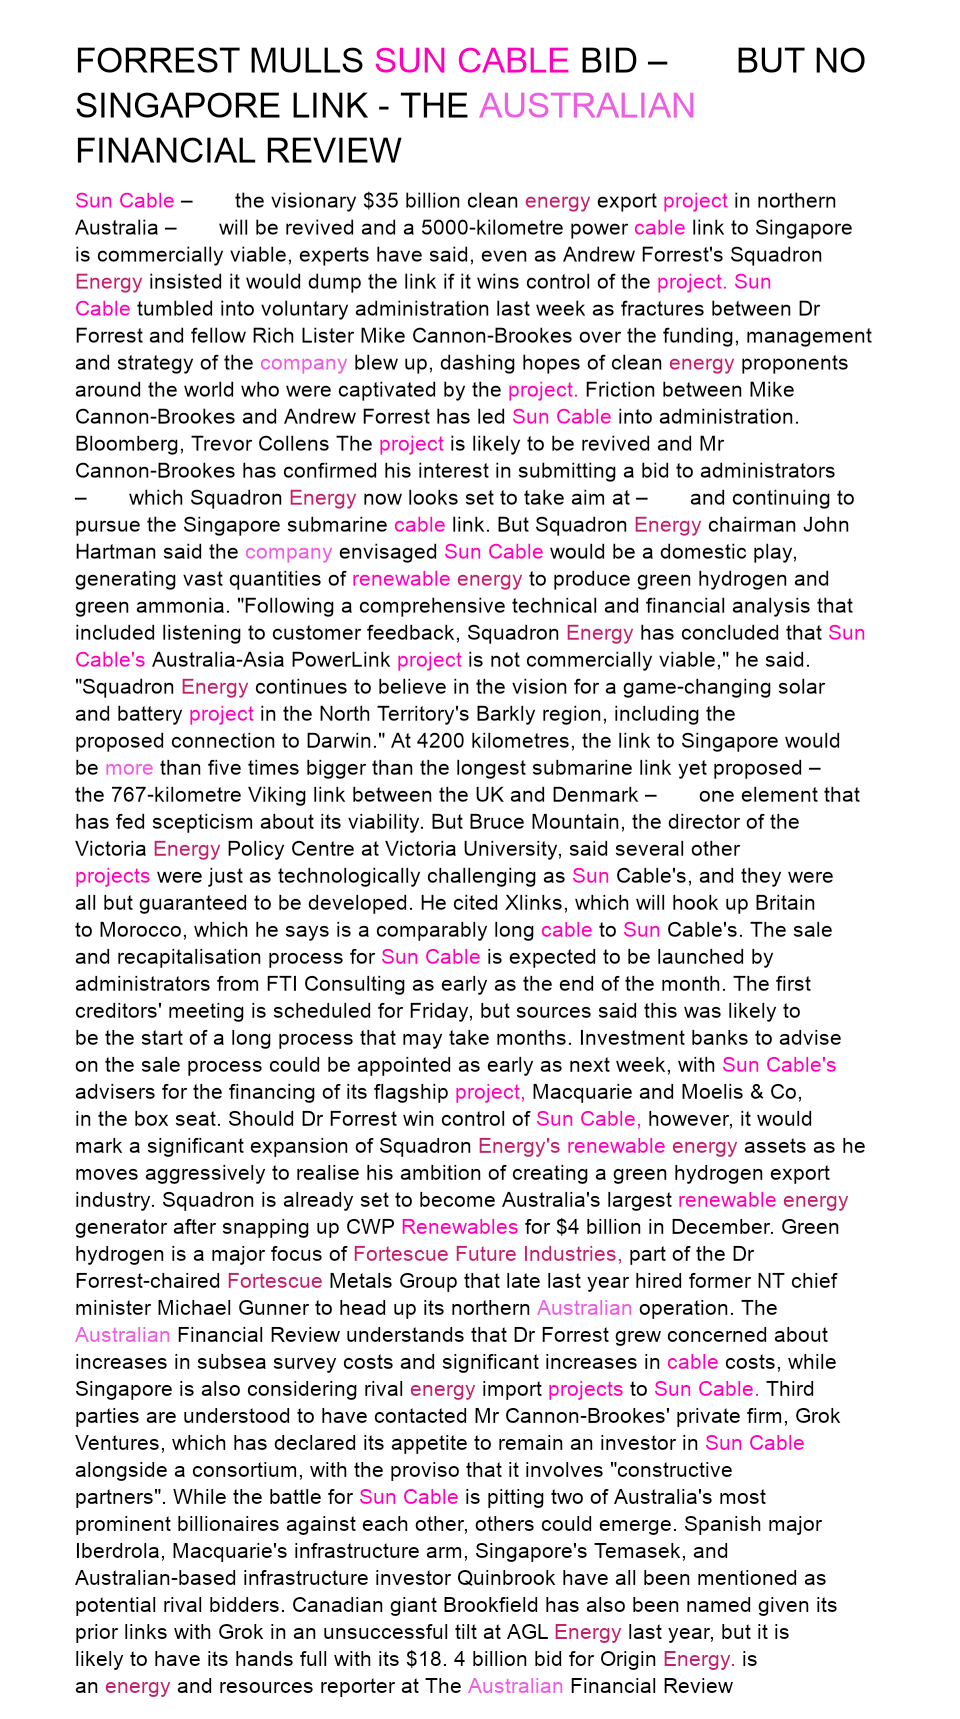 FORREST MULLS SUN CABLE BID – BUT NO
SINGAPORE LINK - THE AUSTRALIAN
FINANCIAL REVIEW
Sun Cable – the visionary $35 billion clean energy export project in northern
Australia – will be revived and a 5000-kilometre power cable link to Singapore
is commercially viable, experts have said, even as Andrew Forrest's Squadron
Energy insisted it would dump the link if it wins control of the project. Sun
Cable tumbled into voluntary administration last week as fractures between Dr
Forrest and fellow Rich Lister Mike Cannon-Brookes over the funding, management
and strategy of the company blew up, dashing hopes of clean energy proponents
around the world who were captivated by the project. Friction between Mike
Cannon-Brookes and Andrew Forrest has led Sun Cable into administration.
Bloomberg, Trevor Collens The project is likely to be revived and Mr
Cannon-Brookes has confirmed his interest in submitting a bid to administrators
– which Squadron Energy now looks set to take aim at – and continuing to
pursue the Singapore submarine cable link. But Squadron Energy chairman John
Hartman said the company envisaged Sun Cable would be a domestic play,
generating vast quantities of renewable energy to produce green hydrogen and
green ammonia. "Following a comprehensive technical and financial analysis that
included listening to customer feedback, Squadron Energy has concluded that Sun
Cable's Australia-Asia PowerLink project is not commercially viable," he said.
"Squadron Energy continues to believe in the vision for a game-changing solar
and battery project in the North Territory's Barkly region, including the
proposed connection to Darwin." At 4200 kilometres, the link to Singapore would
be more than five times bigger than the longest submarine link yet proposed –
the 767-kilometre Viking link between the UK and Denmark – one element that
has fed scepticism about its viability. But Bruce Mountain, the director of the
Victoria Energy Policy Centre at Victoria University, said several other
projects were just as technologically challenging as Sun Cable's, and they were
all but guaranteed to be developed. He cited Xlinks, which will hook up Britain
to Morocco, which he says is a comparably long cable to Sun Cable's. The sale
and recapitalisation process for Sun Cable is expected to be launched by
administrators from FTI Consulting as early as the end of the month. The first
creditors' meeting is scheduled for Friday, but sources said this was likely to
be the start of a long process that may take months. Investment banks to advise
on the sale process could be appointed as early as next week, with Sun Cable's
advisers for the financing of its flagship project, Macquarie and Moelis & Co,
in the box seat. Should Dr Forrest win control of Sun Cable, however, it would
mark a significant expansion of Squadron Energy's renewable energy assets as he
moves aggressively to realise his ambition of creating a green hydrogen export
industry. Squadron is already set to become Australia's largest renewable energy
generator after snapping up CWP Renewables for $4 billion in December. Green
hydrogen is a major focus of Fortescue Future Industries, part of the Dr
Forrest-chaired Fortescue Metals Group that late last year hired former NT chief
minister Michael Gunner to head up its northern Australian operation. The
Australian Financial Review understands that Dr Forrest grew concerned about
increases in subsea survey costs and significant increases in cable costs, while
Singapore is also considering rival energy import projects to Sun Cable. Third
parties are understood to have contacted Mr Cannon-Brookes' private firm, Grok
Ventures, which has declared its appetite to remain an investor in Sun Cable
alongside a consortium, with the proviso that it involves "constructive
partners". While the battle for Sun Cable is pitting two of Australia's most
prominent billionaires against each other, others could emerge. Spanish major
Iberdrola, Macquarie's infrastructure arm, Singapore's Temasek, and
Australian-based infrastructure investor Quinbrook have all been mentioned as
potential rival bidders. Canadian giant Brookfield has also been named given its
prior links with Grok in an unsuccessful tilt at AGL Energy last year, but it is
likely to have its hands full with its $18. 4 billion bid for Origin Energy. is
an energy and resources reporter at The Australian Financial Review